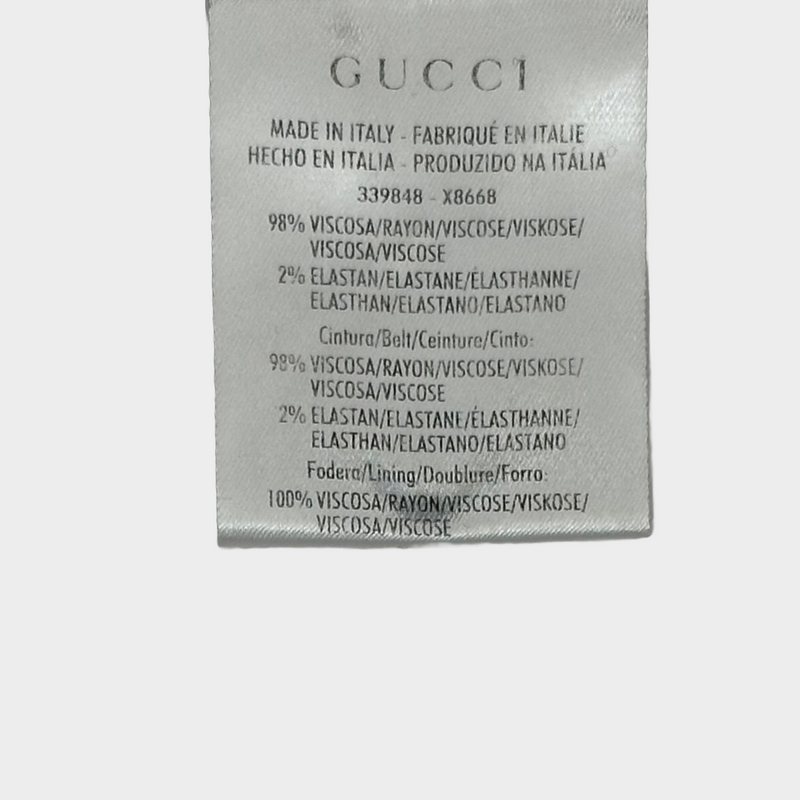 GUCCI
MADE IN ITALY - FABRIQUÉ EN ITALIE
HECHO EN ITALIA - PRODUZIDO NA ITÁLIA
339848 - X8668
98% VISCOSA/RAYON/VISCOSE/VISKOSE/
VISCOSA/VISCOSE
2% ELASTAN/ELASTANE/ÉLASTHANNE/
ELASTHAN/ELASTANO/ELASTANO
Cintura/Belt/Ceinture/Cinto:
98% VISCOSA/RAYON/VISCOSE/VISKOSE/
VISCOSA/VISCOSE
2% ELASTAN/ELASTANE/ÉLASTHANNE/
ELASTHAN/ELASTANO/ELASTANO
Fodera/Lining/Doublure/Forro:
100% VISCOSA/RAYON/VISCOSE/VISKOSE/
VISCOSA/VISCOSE